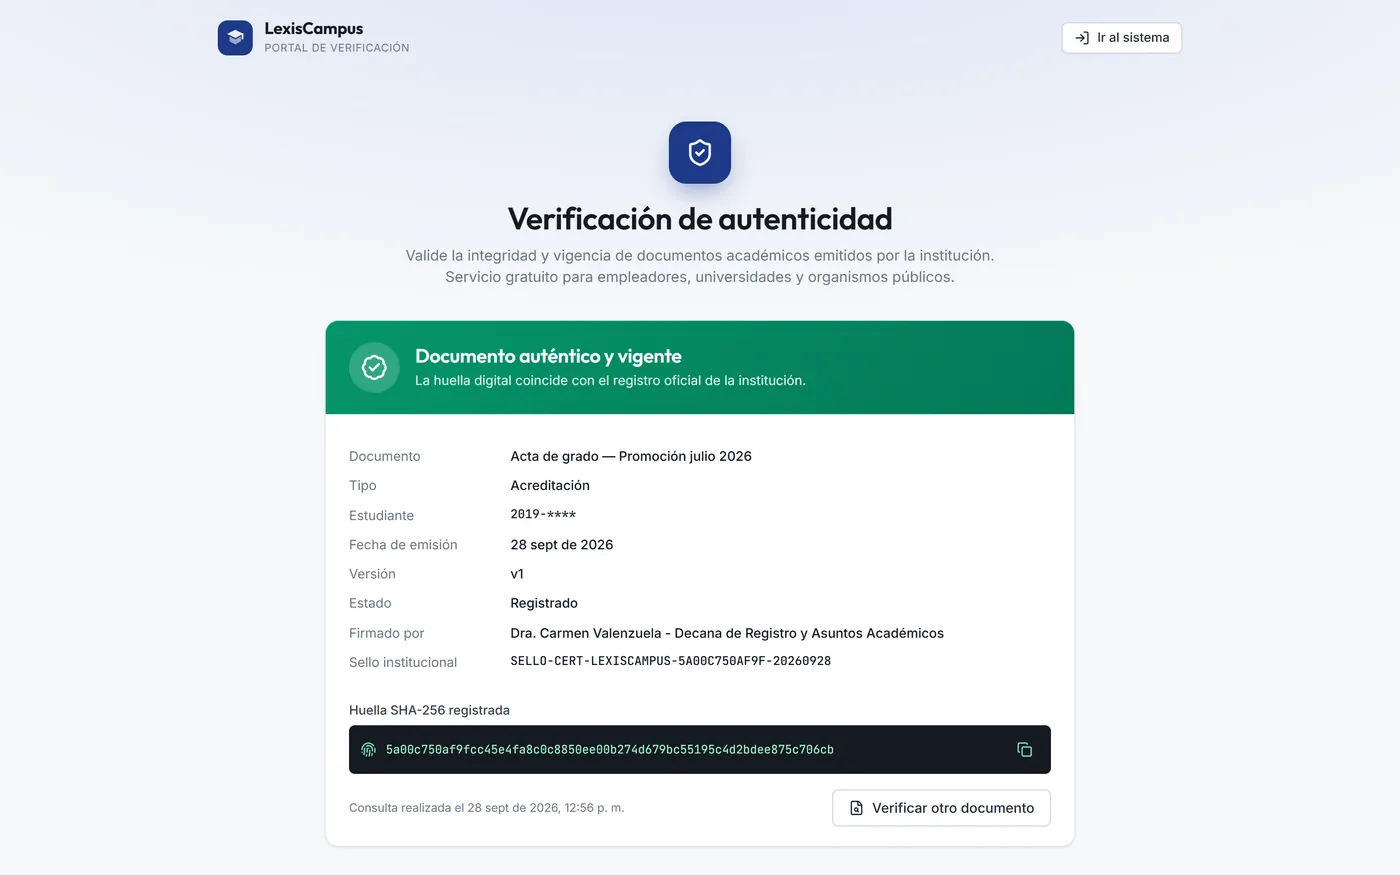 LexisCampus
PORTAL DE VERIFICACIÓN
Ir al sistema
Verificación de autenticidad
Valide la integridad y vigencia de documentos académicos emitidos por la institución.
Servicio gratuito para empleadores, universidades y organismos públicos.
Documento auténtico y vigente
La huella digital coincide con el registro oficial de la institución.
Documento Acta de grado — Promoción julio 2026
Tipo Acreditación
Estudiante 2019-****
Fecha de emisión 28 sept de 2026
Versión v1
Estado Registrado
Firmado por Dra. Carmen Valenzuela - Decana de Registro y Asuntos Académicos
Sello institucional SELLO-CERT-LEXISCAMPUS-5A00C750AF9F-20260928
Huella SHA-256 registrada
5a00c750af9fcc45e4fa8c0c8850ee00b274d679bc55195c4d2bdee875c706cb
Consulta realizada el 28 sept de 2026, 12:56 p. m.
Verificar otro documento